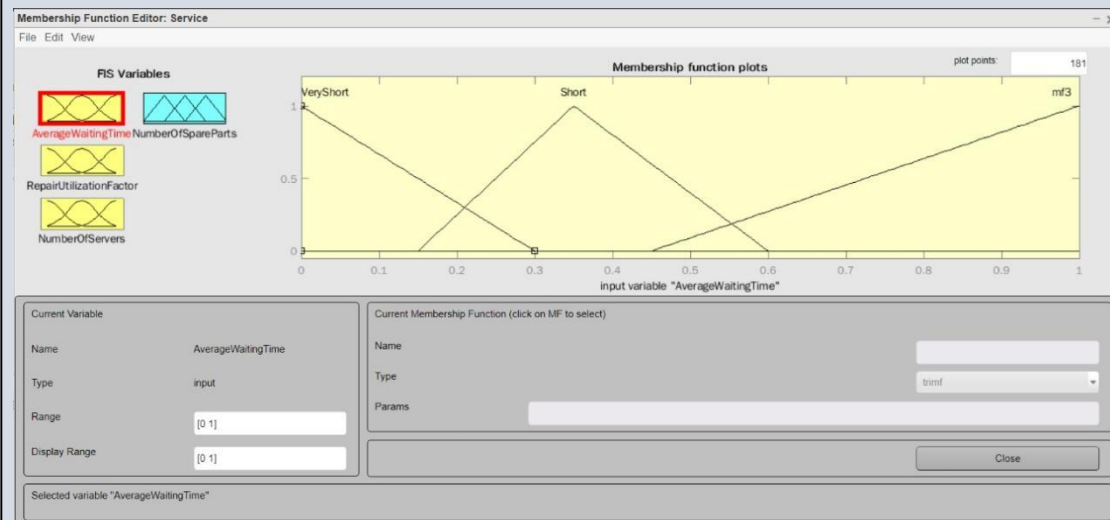 Membership Function Editor: Service
File Edit View
FIS Variables
AverageWaitingTime NumberOfSpareParts
RepairUtilizationFactor
NumberOfServers
Membership function plots
plot points: 181
VeryShort Short mf3
1
0.5
0
0 0.1 0.2 0.3 0.4 0.5 0.6 0.7 0.8 0.9 1
input variable "AverageWaitingTime"
Current Variable
Name AverageWaitingTime
Type input
Range [0 1]
Display Range [0 1]
Current Membership Function (click on MF to select)
Name
Type trimf
Params
Close
Selected variable "AverageWaitingTime"